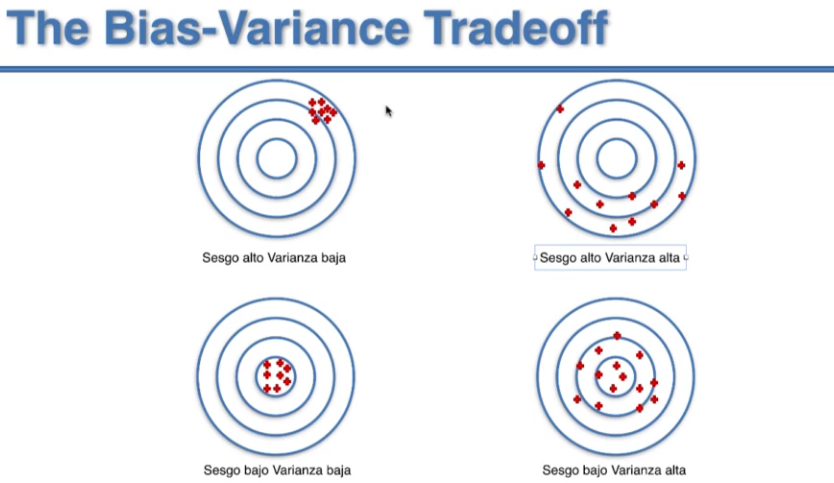 The Bias-Variance Tradeoff
Sesgo alto Varianza baja
Sesgo alto Varianza alta
Sesgo bajo Varianza baja
Sesgo bajo Varianza alta